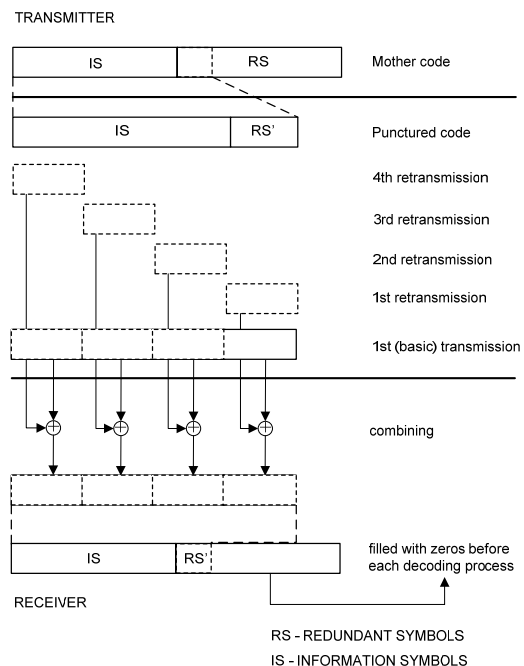 TRANSMITTER
IS RS Mother code
IS RS’ Punctured code
4th retransmission
3rd retransmission
2nd retransmission
1st retransmission
1st (basic) transmission
combining
IS RS’ filled with zeros before
each decoding process
RECEIVER
RS - REDUNDANT SYMBOLS
IS - INFORMATION SYMBOLS